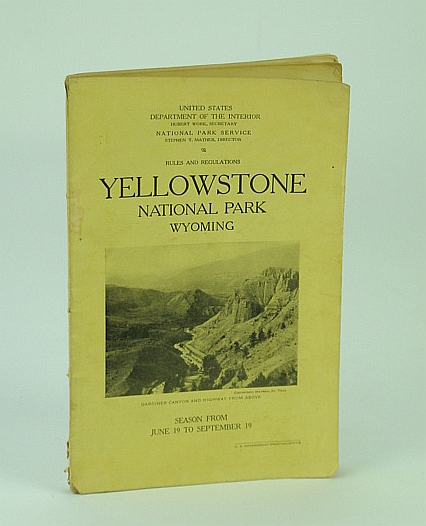 UNITED STATES
DEPARTMENT OF THE INTERIOR
HUBERT WORK, SECRETARY
NATIONAL PARK SERVICE
STEPHEN T. MATHER, DIRECTOR
RULES AND REGULATIONS
YELLOWSTONE
NATIONAL PARK
WYOMING
GARDINER CANYON AND HIGHWAY FROM ABOVE
SEASON FROM
JUNE 19 TO SEPTEMBER 19